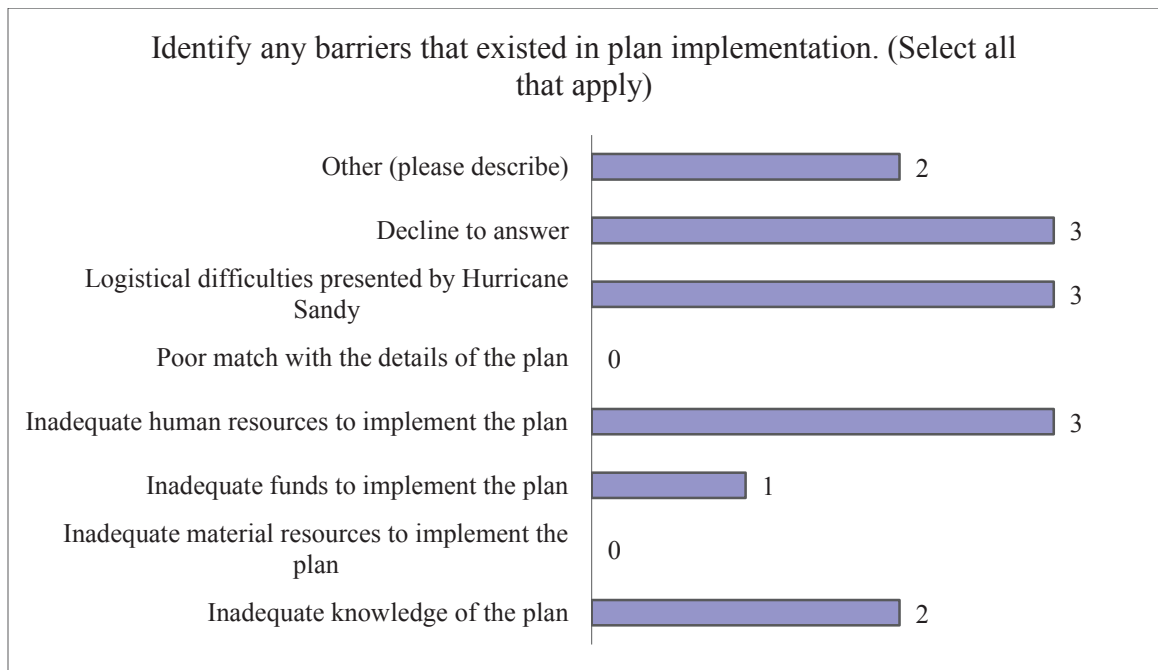 Identify any barriers that existed in plan implementation. (Select all
that apply)
Other (please describe)
2
Decline to answer
3
Logistical difficulties presented by Hurricane
Sandy
3
Poor match with the details of the plan
0
Inadequate human resources to implement the plan
3
Inadequate funds to implement the plan
1
Inadequate material resources to implement the
plan
0
Inadequate knowledge of the plan
2